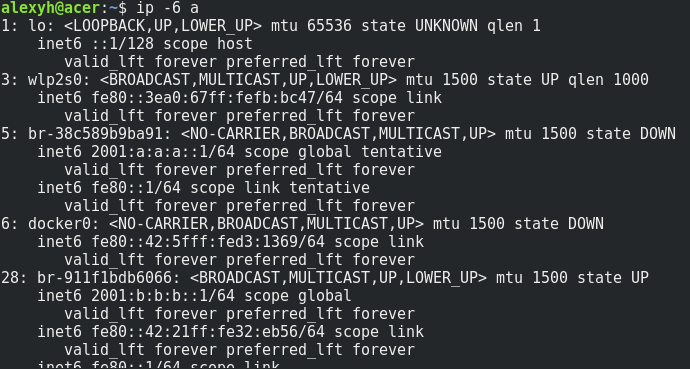 alexyh@acer:~$ ip -6 a
1: lo: <LOOPBACK,UP,LOWER_UP> mtu 65536 state UNKNOWN qlen 1
    inet6 ::1/128 scope host
       valid_lft forever preferred_lft forever
3: wlp2s0: <BROADCAST,MULTICAST,UP,LOWER_UP> mtu 1500 state UP qlen 1000
    inet6 fe80::3ea0:67ff:fefb:bc47/64 scope link
       valid_lft forever preferred_lft forever
5: br-38c589b9ba91: <NO-CARRIER,BROADCAST,MULTICAST,UP> mtu 1500 state DOWN
    inet6 2001:a:a:a::1/64 scope global tentative
       valid_lft forever preferred_lft forever
    inet6 fe80::1/64 scope link tentative
       valid_lft forever preferred_lft forever
6: docker0: <NO-CARRIER,BROADCAST,MULTICAST,UP> mtu 1500 state DOWN
    inet6 fe80::42:5fff:fed3:1369/64 scope link
       valid_lft forever preferred_lft forever
28: br-911f1bdb6066: <BROADCAST,MULTICAST,UP,LOWER_UP> mtu 1500 state UP
    inet6 2001:b:b:b::1/64 scope global
       valid_lft forever preferred_lft forever
    inet6 fe80::42:21ff:fe32:eb56/64 scope link
       valid_lft forever preferred_lft forever
    inet6 fe80::1/64 scope link